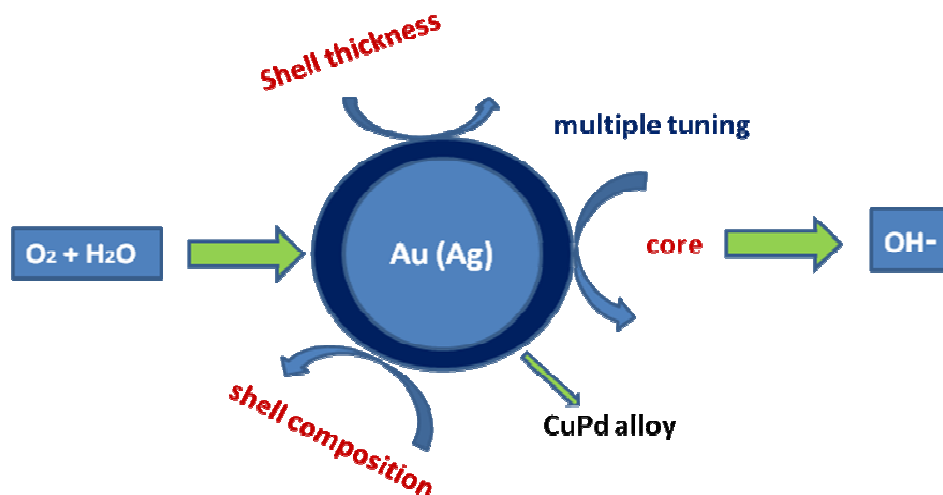 Shell thickness
multiple tuning
O₂ + H₂O
Au (Ag)
core
OH-
shell composition
CuPd alloy